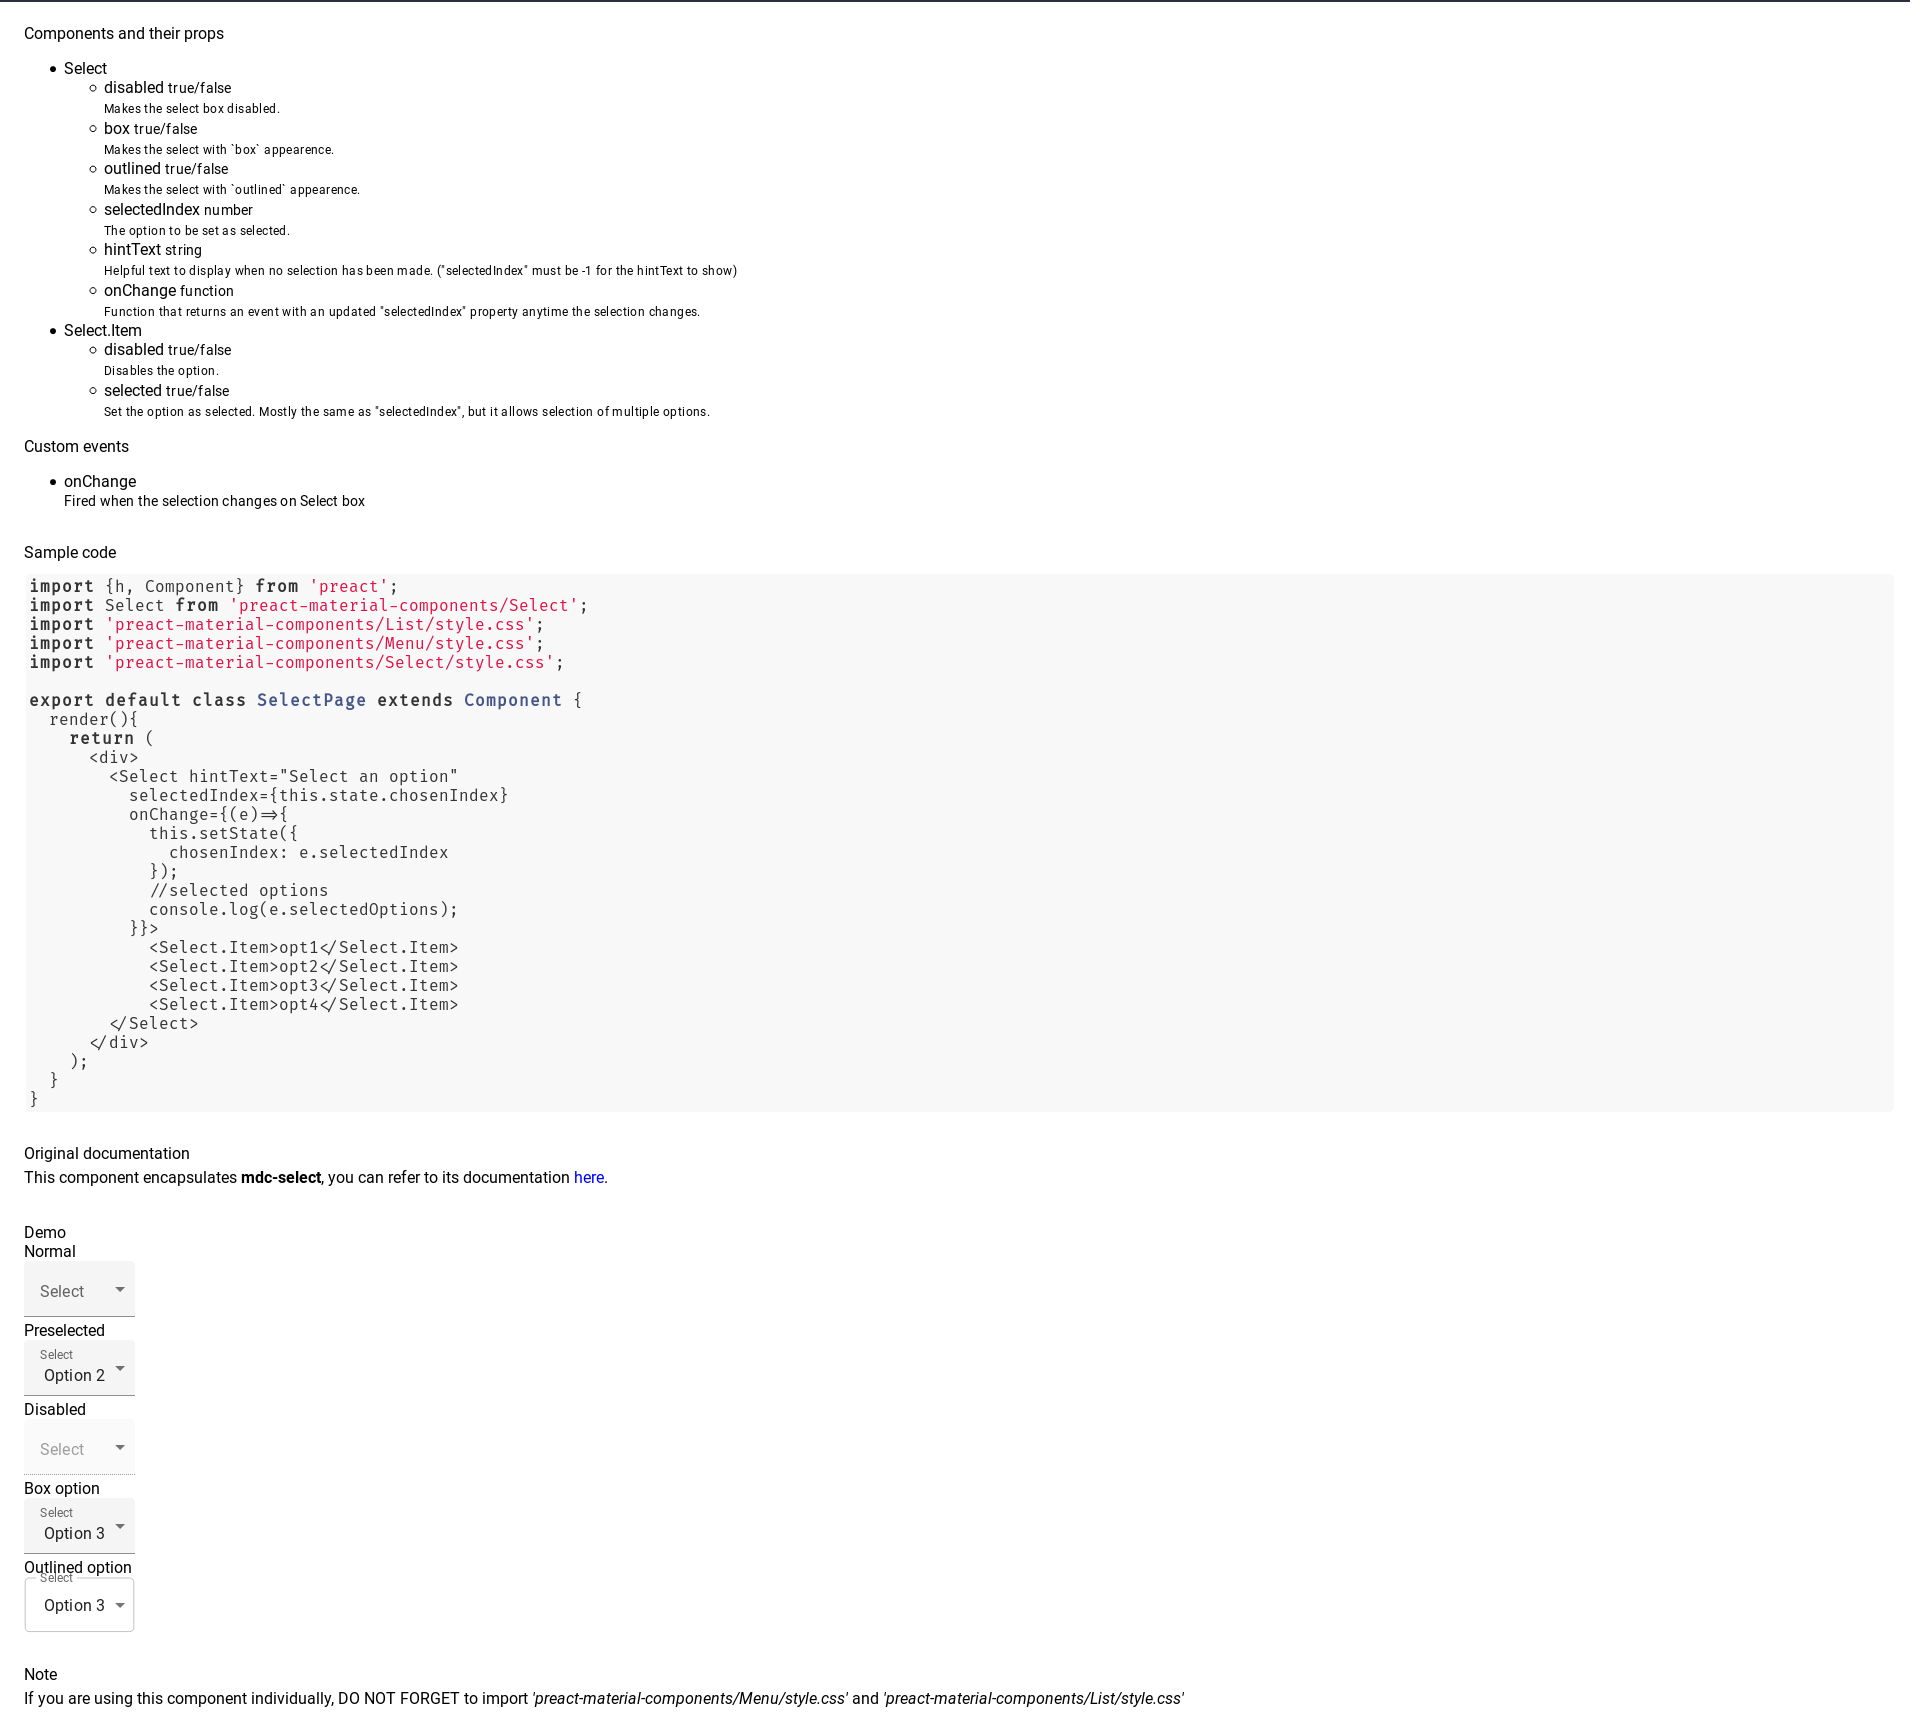 Components and their props
Select
disabled true/false
Makes the select box disabled.
box true/false
Makes the select with `box` appearence.
outlined true/false
Makes the select with `outlined` appearence.
selectedIndex number
The option to be set as selected.
hintText string
Helpful text to display when no selection has been made. ("selectedIndex" must be -1 for the hintText to show)
onChange function
Function that returns an event with an updated "selectedIndex" property anytime the selection changes.
Select.Item
disabled true/false
Disables the option.
selected true/false
Set the option as selected. Mostly the same as "selectedIndex", but it allows selection of multiple options.
Custom events
onChange
Fired when the selection changes on Select box
Sample code
import {h, Component} from 'preact';
import Select from 'preact-material-components/Select';
import 'preact-material-components/List/style.css';
import 'preact-material-components/Menu/style.css';
import 'preact-material-components/Select/style.css';
export default class SelectPage extends Component {
render(){
return (
<div>
<Select hintText="Select an option"
selectedIndex={this.state.chosenIndex}
onChange={(e)=>{
this.setState({
chosenIndex: e.selectedIndex
});
//selected options
console.log(e.selectedOptions);
}}>
<Select.Item>opt1</Select.Item>
<Select.Item>opt2</Select.Item>
<Select.Item>opt3</Select.Item>
<Select.Item>opt4</Select.Item>
</Select>
</div>
);
}
}
Original documentation
This component encapsulates mdc-select, you can refer to its documentation here.
Demo
Normal
Select
Preselected
Select
Option 2
Disabled
Select
Box option
Select
Option 3
Outlined option
Select
Option 3
Note
If you are using this component individually, DO NOT FORGET to import 'preact-material-components/Menu/style.css' and 'preact-material-components/List/style.css'